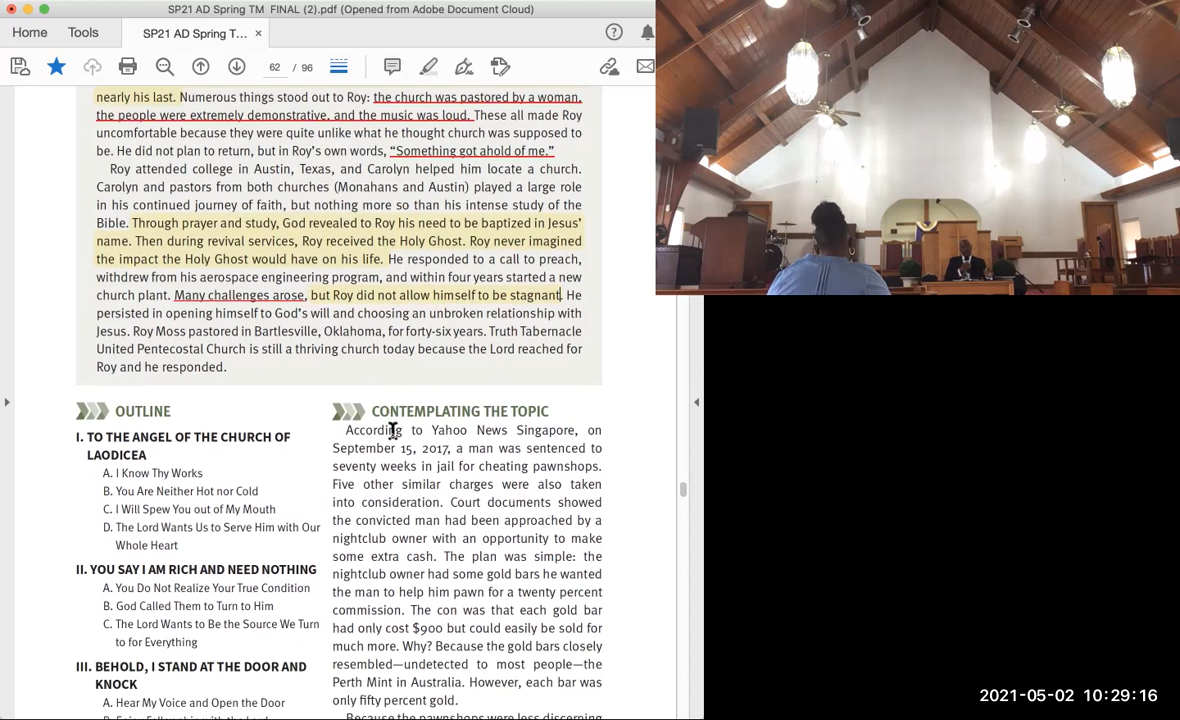 SP21 AD Spring TM FINAL (2).pdf (Opened from Adobe Document Cloud)
Home
Tools
SP21 AD Spring T... ×
62 / 96
nearly his last. Numerous things stood out to Roy: the church was pastored by a woman,
the people were extremely demonstrative, and the music was loud. These all made Roy
uncomfortable because they were quite unlike what he thought church was supposed to
be. He did not plan to return, but in Roy's own words, “Something got ahold of me.”
Roy attended college in Austin, Texas, and Carolyn helped him locate a church.
Carolyn and pastors from both churches (Monahans and Austin) played a large role
in his continued journey of faith, but nothing more so than his intense study of the
Bible. Through prayer and study, God revealed to Roy his need to be baptized in Jesus'
name. Then during revival services, Roy received the Holy Ghost. Roy never imagined
the impact the Holy Ghost would have on his life. He responded to a call to preach,
withdrew from his aerospace engineering program, and within four years started a new
church plant. Many challenges arose, but Roy did not allow himself to be stagnant. He
persisted in opening himself to God's will and choosing an unbroken relationship with
Jesus. Roy Moss pastored in Bartlesville, Oklahoma, for forty-six years. Truth Tabernacle
United Pentecostal Church is still a thriving church today because the Lord reached for
Roy and he responded.
OUTLINE
I. TO THE ANGEL OF THE CHURCH OF
LAODICEA
A. I Know Thy Works
B. You Are Neither Hot nor Cold
C. I Will Spew You out of My Mouth
D. The Lord Wants Us to Serve Him with Our
Whole Heart
II. YOU SAY I AM RICH AND NEED NOTHING
A. You Do Not Realize Your True Condition
B. God Called Them to Turn to Him
C. The Lord Wants to Be the Source We Turn
to for Everything
III. BEHOLD, I STAND AT THE DOOR AND
KNOCK
A. Hear My Voice and Open the Door
CONTEMPLATING THE TOPIC
According to Yahoo News Singapore, on
September 15, 2017, a man was sentenced to
seventy weeks in jail for cheating pawnshops.
Five other similar charges were also taken
into consideration. Court documents showed
the convicted man had been approached by a
nightclub owner with an opportunity to make
some extra cash. The plan was simple: the
nightclub owner had some gold bars he wanted
the man to help him pawn for a twenty percent
commission. The con was that each gold bar
had only cost $900 but could easily be sold for
much more. Why? Because the gold bars closely
resembled—undetected to most people—the
Perth Mint in Australia. However, each bar was
only fifty percent gold.
Because the pawnshops were less discerning
2021-05-02 10:29:16